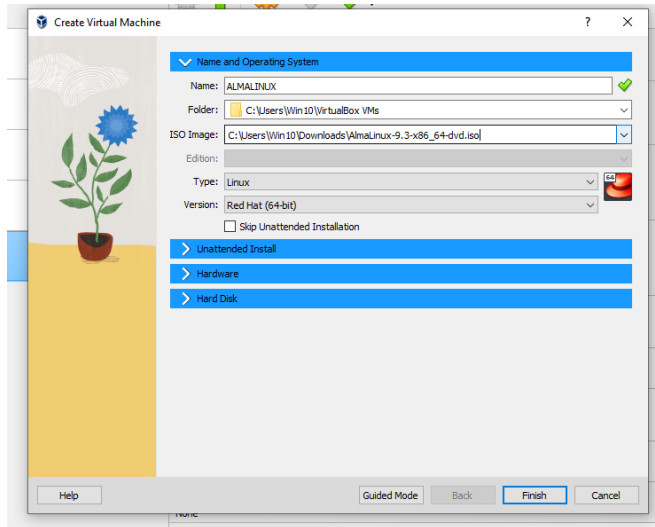 Create Virtual Machine ?
Name and Operating System
Name: ALMALINUX
Folder: C:\Users\Win10\VirtualBox VMs
ISO Image: C:\Users\Win10\Downloads\AlmaLinux-9.3-x86_64-dvd.iso
Edition:
Type: Linux
64
Version: Red Hat (64-bit)
Skip Unattended Installation
Unattended Install
Hardware
Hard Disk
Help Guided Mode Back Finish Cancel
None